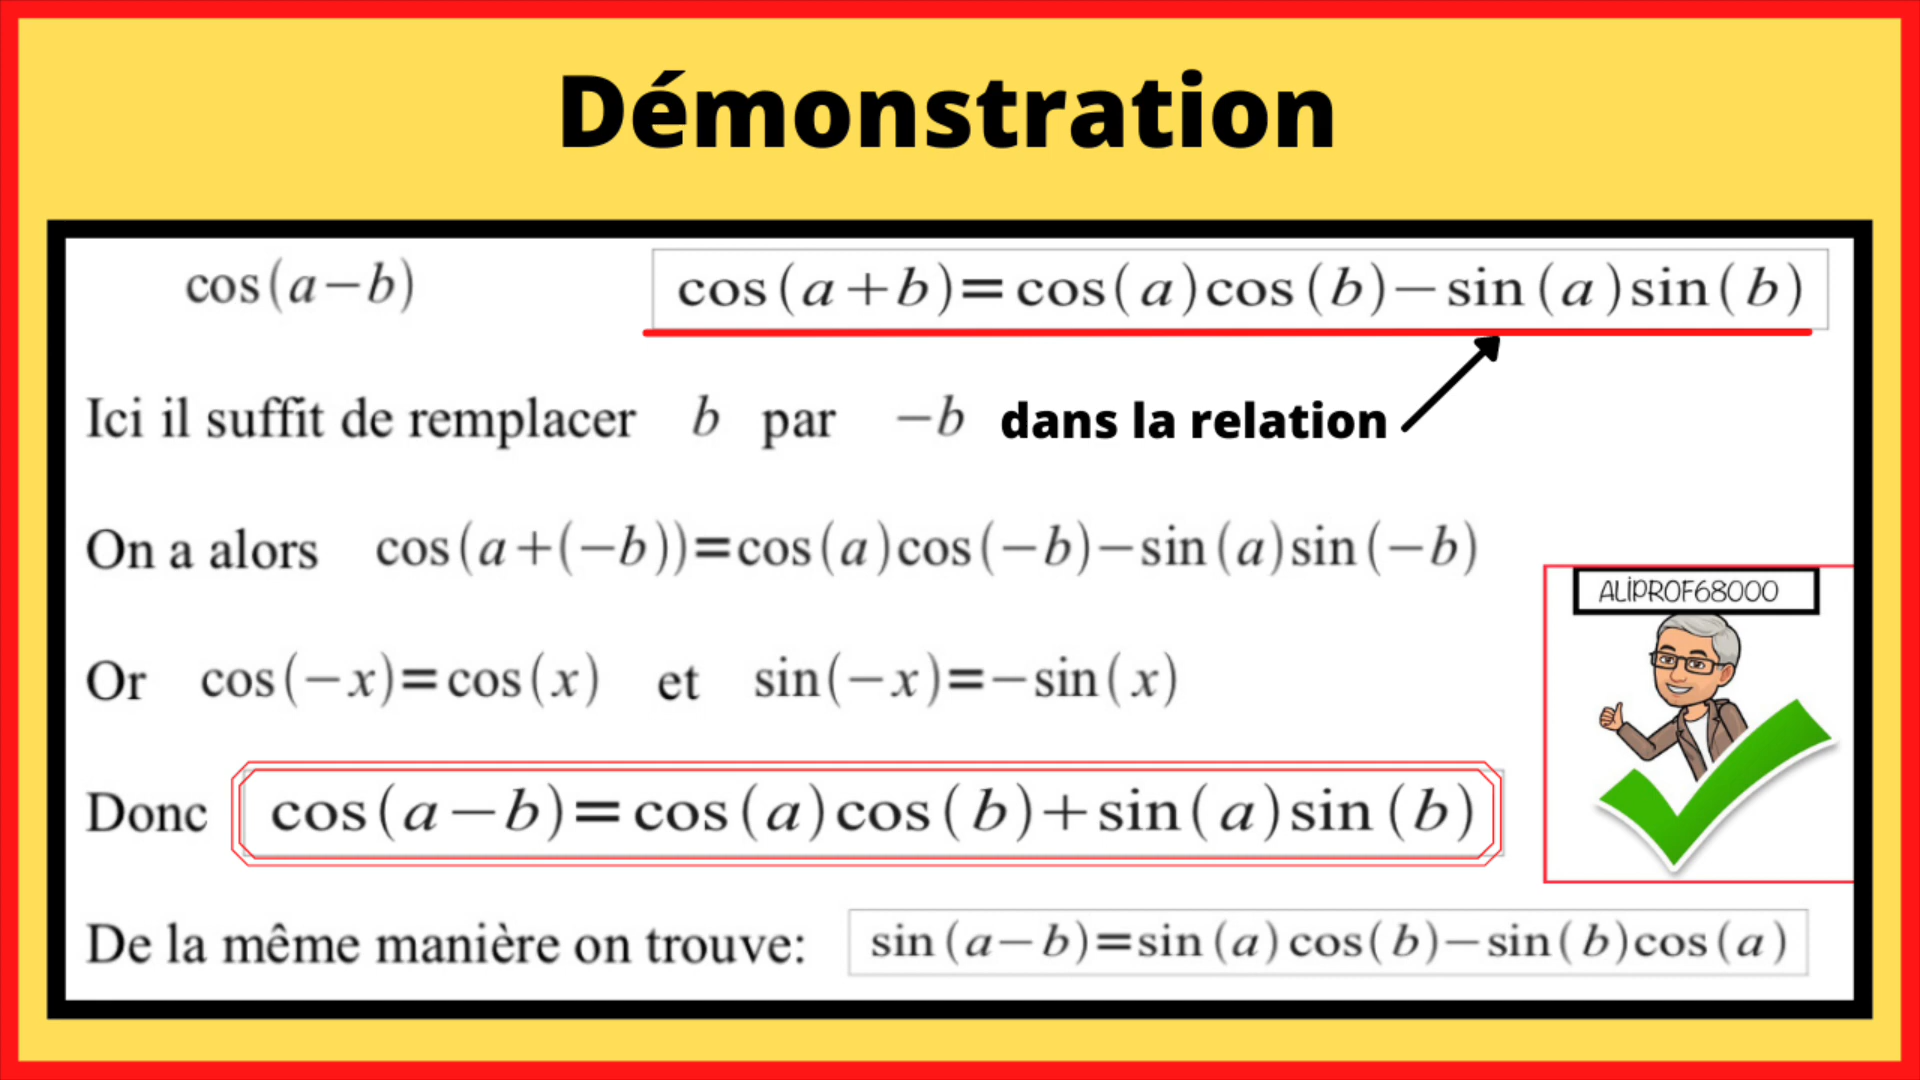 Démonstration
cos(a−b)
cos(a+b)=cos(a)cos(b)−sin(a)sin(b)
Ici il suffit de remplacer b par −b dans la relation
On a alors cos(a+(−b))=cos(a)cos(−b)−sin(a)sin(−b)
Or cos(−x)=cos(x) et sin(−x)=−sin(x)
ALIPROF68000
Donc cos(a−b)=cos(a)cos(b)+sin(a)sin(b)
De la même manière on trouve: sin(a−b)=sin(a)cos(b)−sin(b)cos(a)